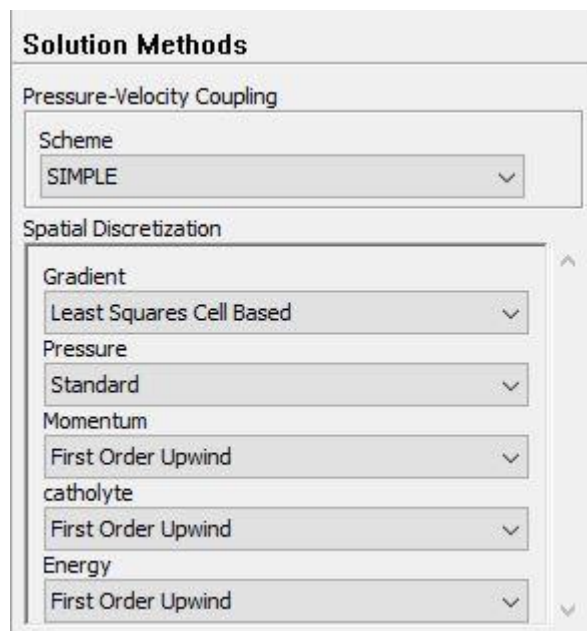 Solution Methods
Pressure-Velocity Coupling
Scheme
SIMPLE
Spatial Discretization
Gradient
Least Squares Cell Based
Pressure
Standard
Momentum
First Order Upwind
catholyte
First Order Upwind
Energy
First Order Upwind